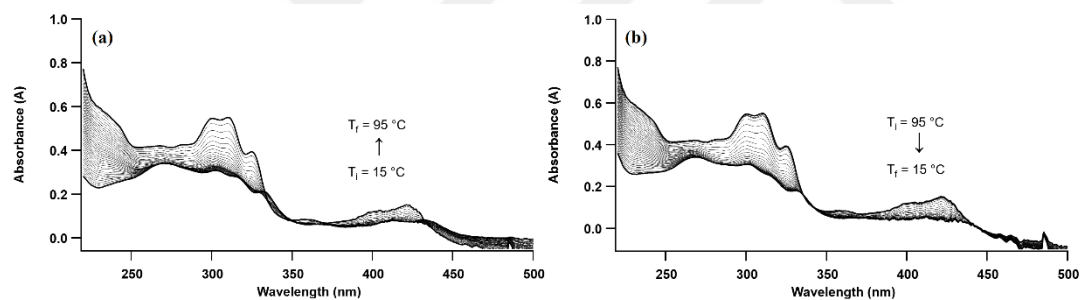 (a)
1.0
0.8
0.6
0.4
0.2
0.0
Absorbance (A)
T_f = 95 °C
↑
T_i = 15 °C
250 300 350 400 450 500
Wavelength (nm)
(b)
1.0
0.8
0.6
0.4
0.2
0.0
Absorbance (A)
T_i = 95 °C
↓
T_f = 15 °C
250 300 350 400 450 500
Wavelength (nm)